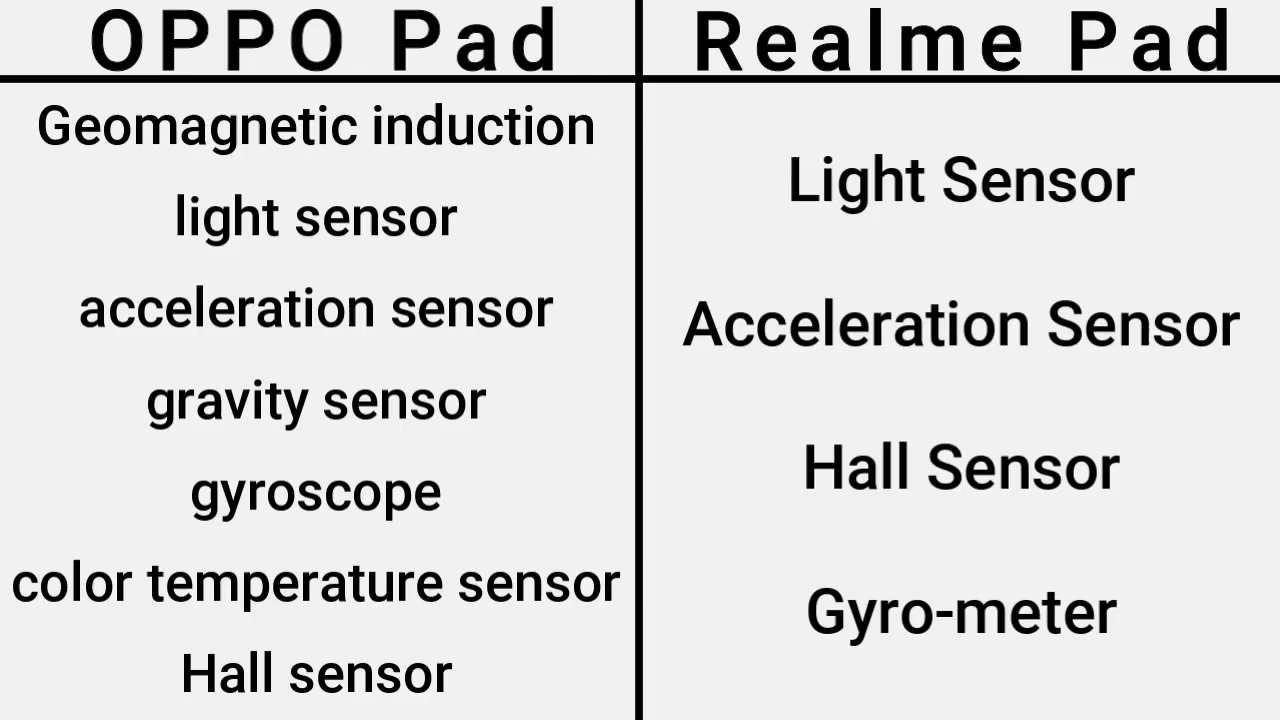 OPPO Pad
Geomagnetic induction
light sensor
acceleration sensor
gravity sensor
gyroscope
color temperature sensor
Hall sensor
Realme Pad
Light Sensor
Acceleration Sensor
Hall Sensor
Gyro-meter